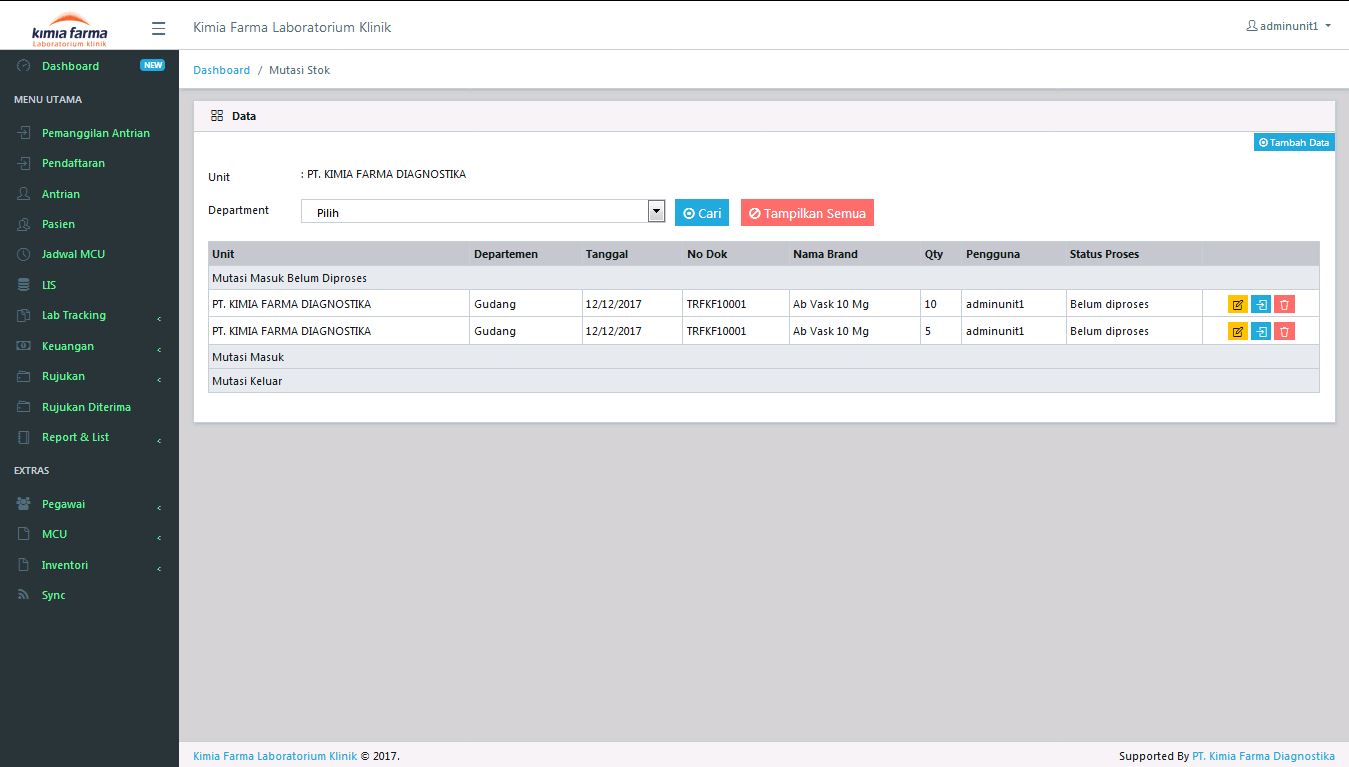 kimia farma
Laboratorium klinik
Kimia Farma Laboratorium Klinik
adminunit1
Dashboard NEW
MENU UTAMA
Pemanggilan Antrian
Pendaftaran
Antrian
Pasien
Jadwal MCU
LIS
Lab Tracking
Keuangan
Rujukan
Rujukan Diterima
Report & List
EXTRAS
Pegawai
MCU
Inventori
Sync
Dashboard / Mutasi Stok
Data
Tambah Data
Unit : PT. KIMIA FARMA DIAGNOSTIKA
Department Pilih Cari Tampilkan Semua
Unit Departemen Tanggal No Dok Nama Brand Qty Pengguna Status Proses
Mutasi Masuk Belum Diproses
PT. KIMIA FARMA DIAGNOSTIKA Gudang 12/12/2017 TRFKF10001 Ab Vask 10 Mg 10 adminunit1 Belum diproses
PT. KIMIA FARMA DIAGNOSTIKA Gudang 12/12/2017 TRFKF10001 Ab Vask 10 Mg 5 adminunit1 Belum diproses
Mutasi Masuk
Mutasi Keluar
Kimia Farma Laboratorium Klinik © 2017.
Supported By PT. Kimia Farma Diagnostika